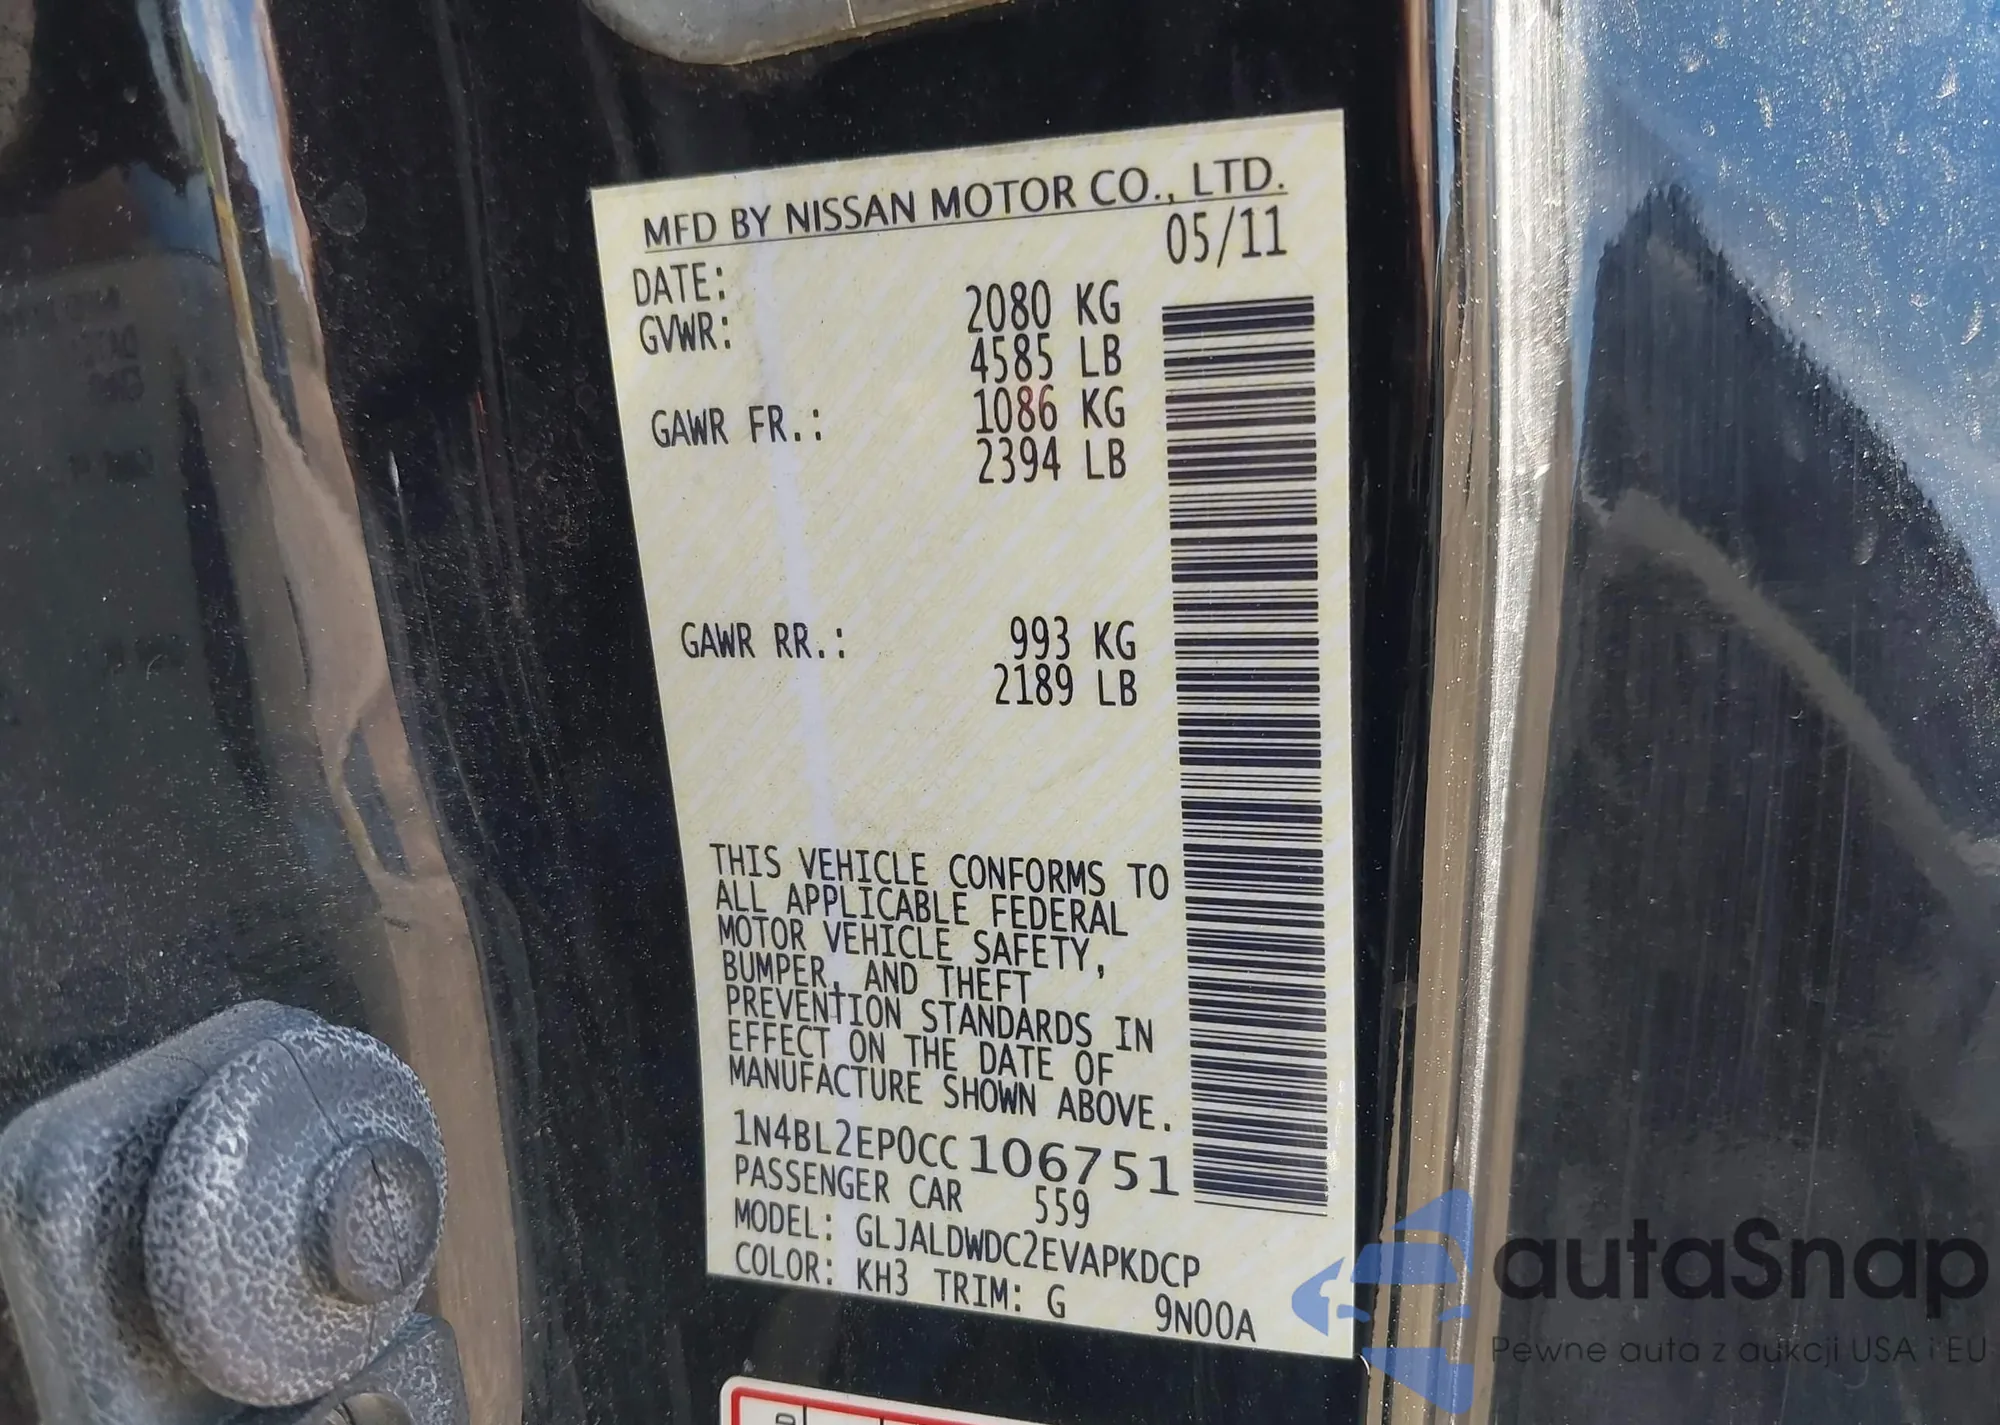 MFD BY NISSAN MOTOR CO., LTD.
DATE: 05/11
GVWR: 2080 KG
4585 LB
GAWR FR.: 1086 KG
2394 LB
GAWR RR.: 993 KG
2189 LB
THIS VEHICLE CONFORMS TO
ALL APPLICABLE FEDERAL
MOTOR VEHICLE SAFETY,
BUMPER, AND THEFT
PREVENTION STANDARDS IN
EFFECT ON THE DATE OF
MANUFACTURE SHOWN ABOVE.
1N4BL2EP0CC106751
PASSENGER CAR 559
MODEL: GLJALDWDC2EVAPKDCP
COLOR: KH3 TRIM: G 9N00A
autaSnap
Pewne auta z aukcji USA i EU